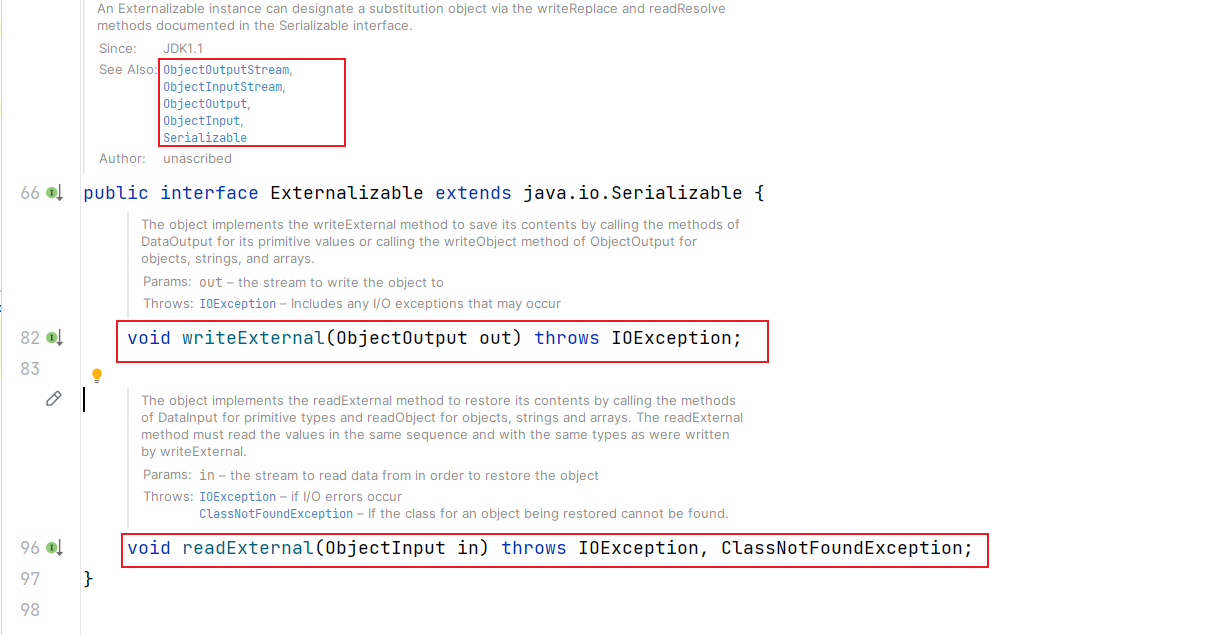 An Externalizable instance can designate a substitution object via the writeReplace and readResolve
methods documented in the Serializable interface.
Since: JDK1.1
See Also: ObjectOutputStream,
ObjectInputStream,
ObjectOutput,
ObjectInput,
Serializable
Author: unascribed
66 public interface Externalizable extends java.io.Serializable {
The object implements the writeExternal method to save its contents by calling the methods of
DataOutput for its primitive values or calling the writeObject method of ObjectOutput for
objects, strings, and arrays.
Params: out – the stream to write the object to
Throws: IOException – Includes any I/O exceptions that may occur
82 void writeExternal(ObjectOutput out) throws IOException;
83
The object implements the readExternal method to restore its contents by calling the methods
of DataInput for primitive types and readObject for objects, strings and arrays. The readExternal
method must read the values in the same sequence and with the same types as were written
by writeExternal.
Params: in – the stream to read data from in order to restore the object
Throws: IOException – if I/O errors occur
ClassNotFoundException – If the class for an object being restored cannot be found.
96 void readExternal(ObjectInput in) throws IOException, ClassNotFoundException;
97 }
98